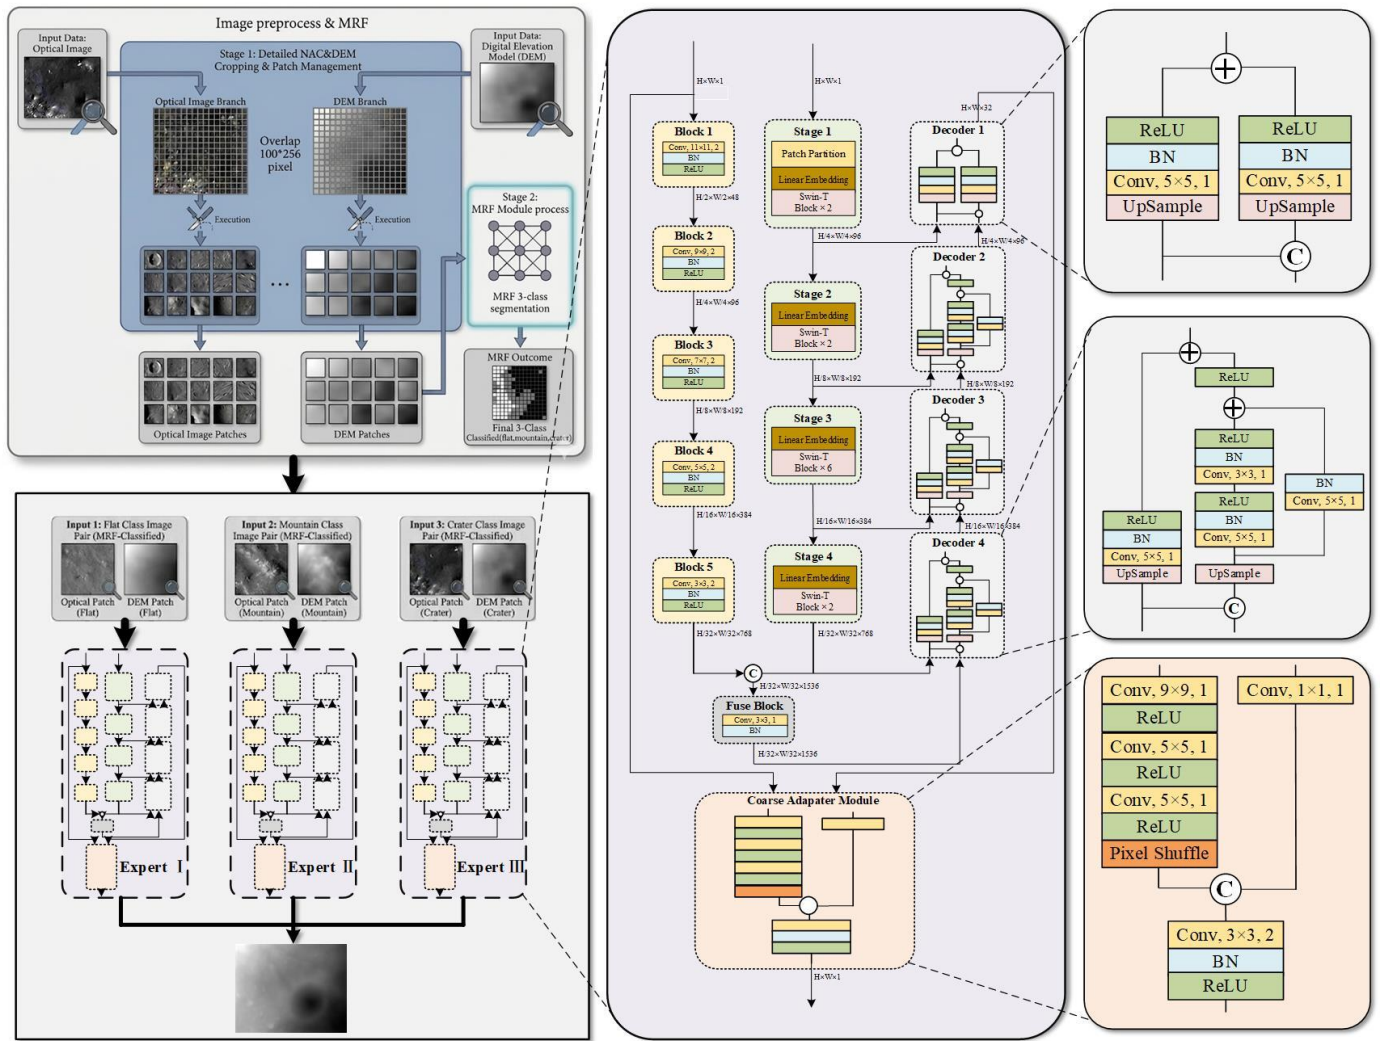 Image preprocess & MRF
Input Data:
Optical Image
Stage 1: Detailed NAC&DEM
Cropping & Patch Management
Input Data:
Digital Elevation
Model (DEM)
Optical Image Branch
DEM Branch
Overlap
100*256
pixel
Execution
Execution
...
Stage 2:
MRF Module process
MRF 3-class
segmentation
Optical Image Patches
DEM Patches
MRF Outcome
Final 3-Class
Classified(flat,mountain,crater)
Input 1: Flat Class Image
Pair (MRF-Classified)
Optical Patch
(Flat)
DEM Patch
(Flat)
Input 2: Mountain Class
Image Pair (MRF-Classified)
Optical Patch
(Mountain)
DEM Patch
(Mountain)
Input 3: Crater Class Image
Pair (MRF-Classified)
Optical Patch
(Crater)
DEM Patch
(Crater)
Expert Ⅰ
Expert Ⅱ
Expert Ⅲ
H×W×1
Block 1
Conv, 11×11, 2
BN
ReLU
H/2×W/2×48
Block 2
Conv, 9×9, 2
BN
ReLU
H/4×W/4×96
Block 3
Conv, 7×7, 2
BN
ReLU
H/8×W/8×192
Block 4
Conv, 5×5, 2
BN
ReLU
H/16×W/16×384
Block 5
Conv, 3×3, 2
BN
ReLU
H/32×W/32×768
H×W×1
Stage 1
Patch Partition
Linear Embedding
Swin-T
Block×2
H/4×W/4×96
Stage 2
Linear Embedding
Swin-T
Block×2
H/8×W/8×192
Stage 3
Linear Embedding
Swin-T
Block×6
H/16×W/16×384
Stage 4
Linear Embedding
Swin-T
Block×2
H/32×W/32×768
C
H/32×W/32×1536
Fuse Block
Conv, 3×3, 1
BN
H/32×W/32×1536
H×W×32
Decoder 1
H/4×W/4×96
Decoder 2
H/8×W/8×192
Decoder 3
H/16×W/16×384
Decoder 4
Coarse Adapater Module
H×W×1
ReLU
BN
Conv, 5×5, 1
UpSample
ReLU
BN
Conv, 5×5, 1
UpSample
C
ReLU
ReLU
BN
Conv, 3×3, 1
ReLU
BN
Conv, 5×5, 1
UpSample
BN
Conv, 5×5, 1
ReLU
BN
Conv, 5×5, 1
UpSample
C
Conv, 9×9, 1
ReLU
Conv, 5×5, 1
ReLU
Conv, 5×5, 1
ReLU
Pixel Shuffle
Conv, 1×1, 1
C
Conv, 3×3, 2
BN
ReLU